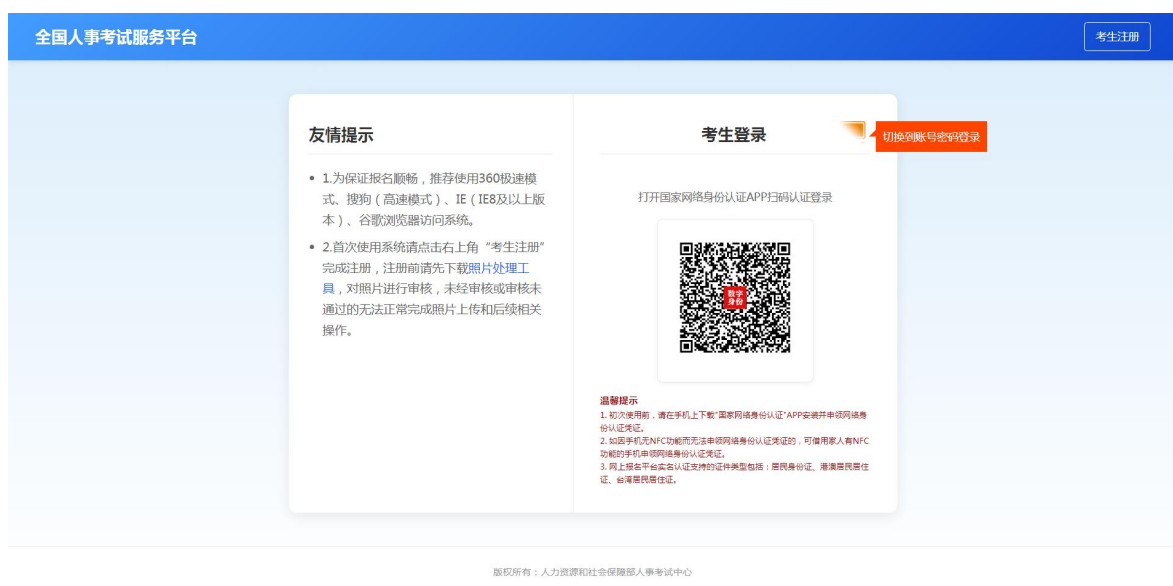 全国人事考试服务平台
考生注册
友情提示
1.为保证报名顺畅，推荐使用360极速模
式、搜狗（高速模式）、IE（IE8及以上版
本）、谷歌浏览器访问系统。
2.首次使用系统请点击右上角“考生注册”
完成注册，注册前请先下载照片处理工
具，对照片进行审核，未经审核或审核未
通过的无法正常完成照片上传和后续相关
操作。
考生登录
切换到账号密码登录
打开国家网络身份认证APP扫码认证登录
数字
身份
温馨提示
1. 初次使用前，请在手机上下载“国家网络身份认证”APP安装并申领网络身
份认证凭证。
2. 如因手机无NFC功能而无法申领网络身份认证凭证的，可借用家人有NFC
功能的手机申领网络身份认证凭证。
3. 网上报名平台实名认证支持的证件类型包括：居民身份证、港澳居民居住
证、台湾居民居住证。
版权所有：人力资源和社会保障部人事考试中心